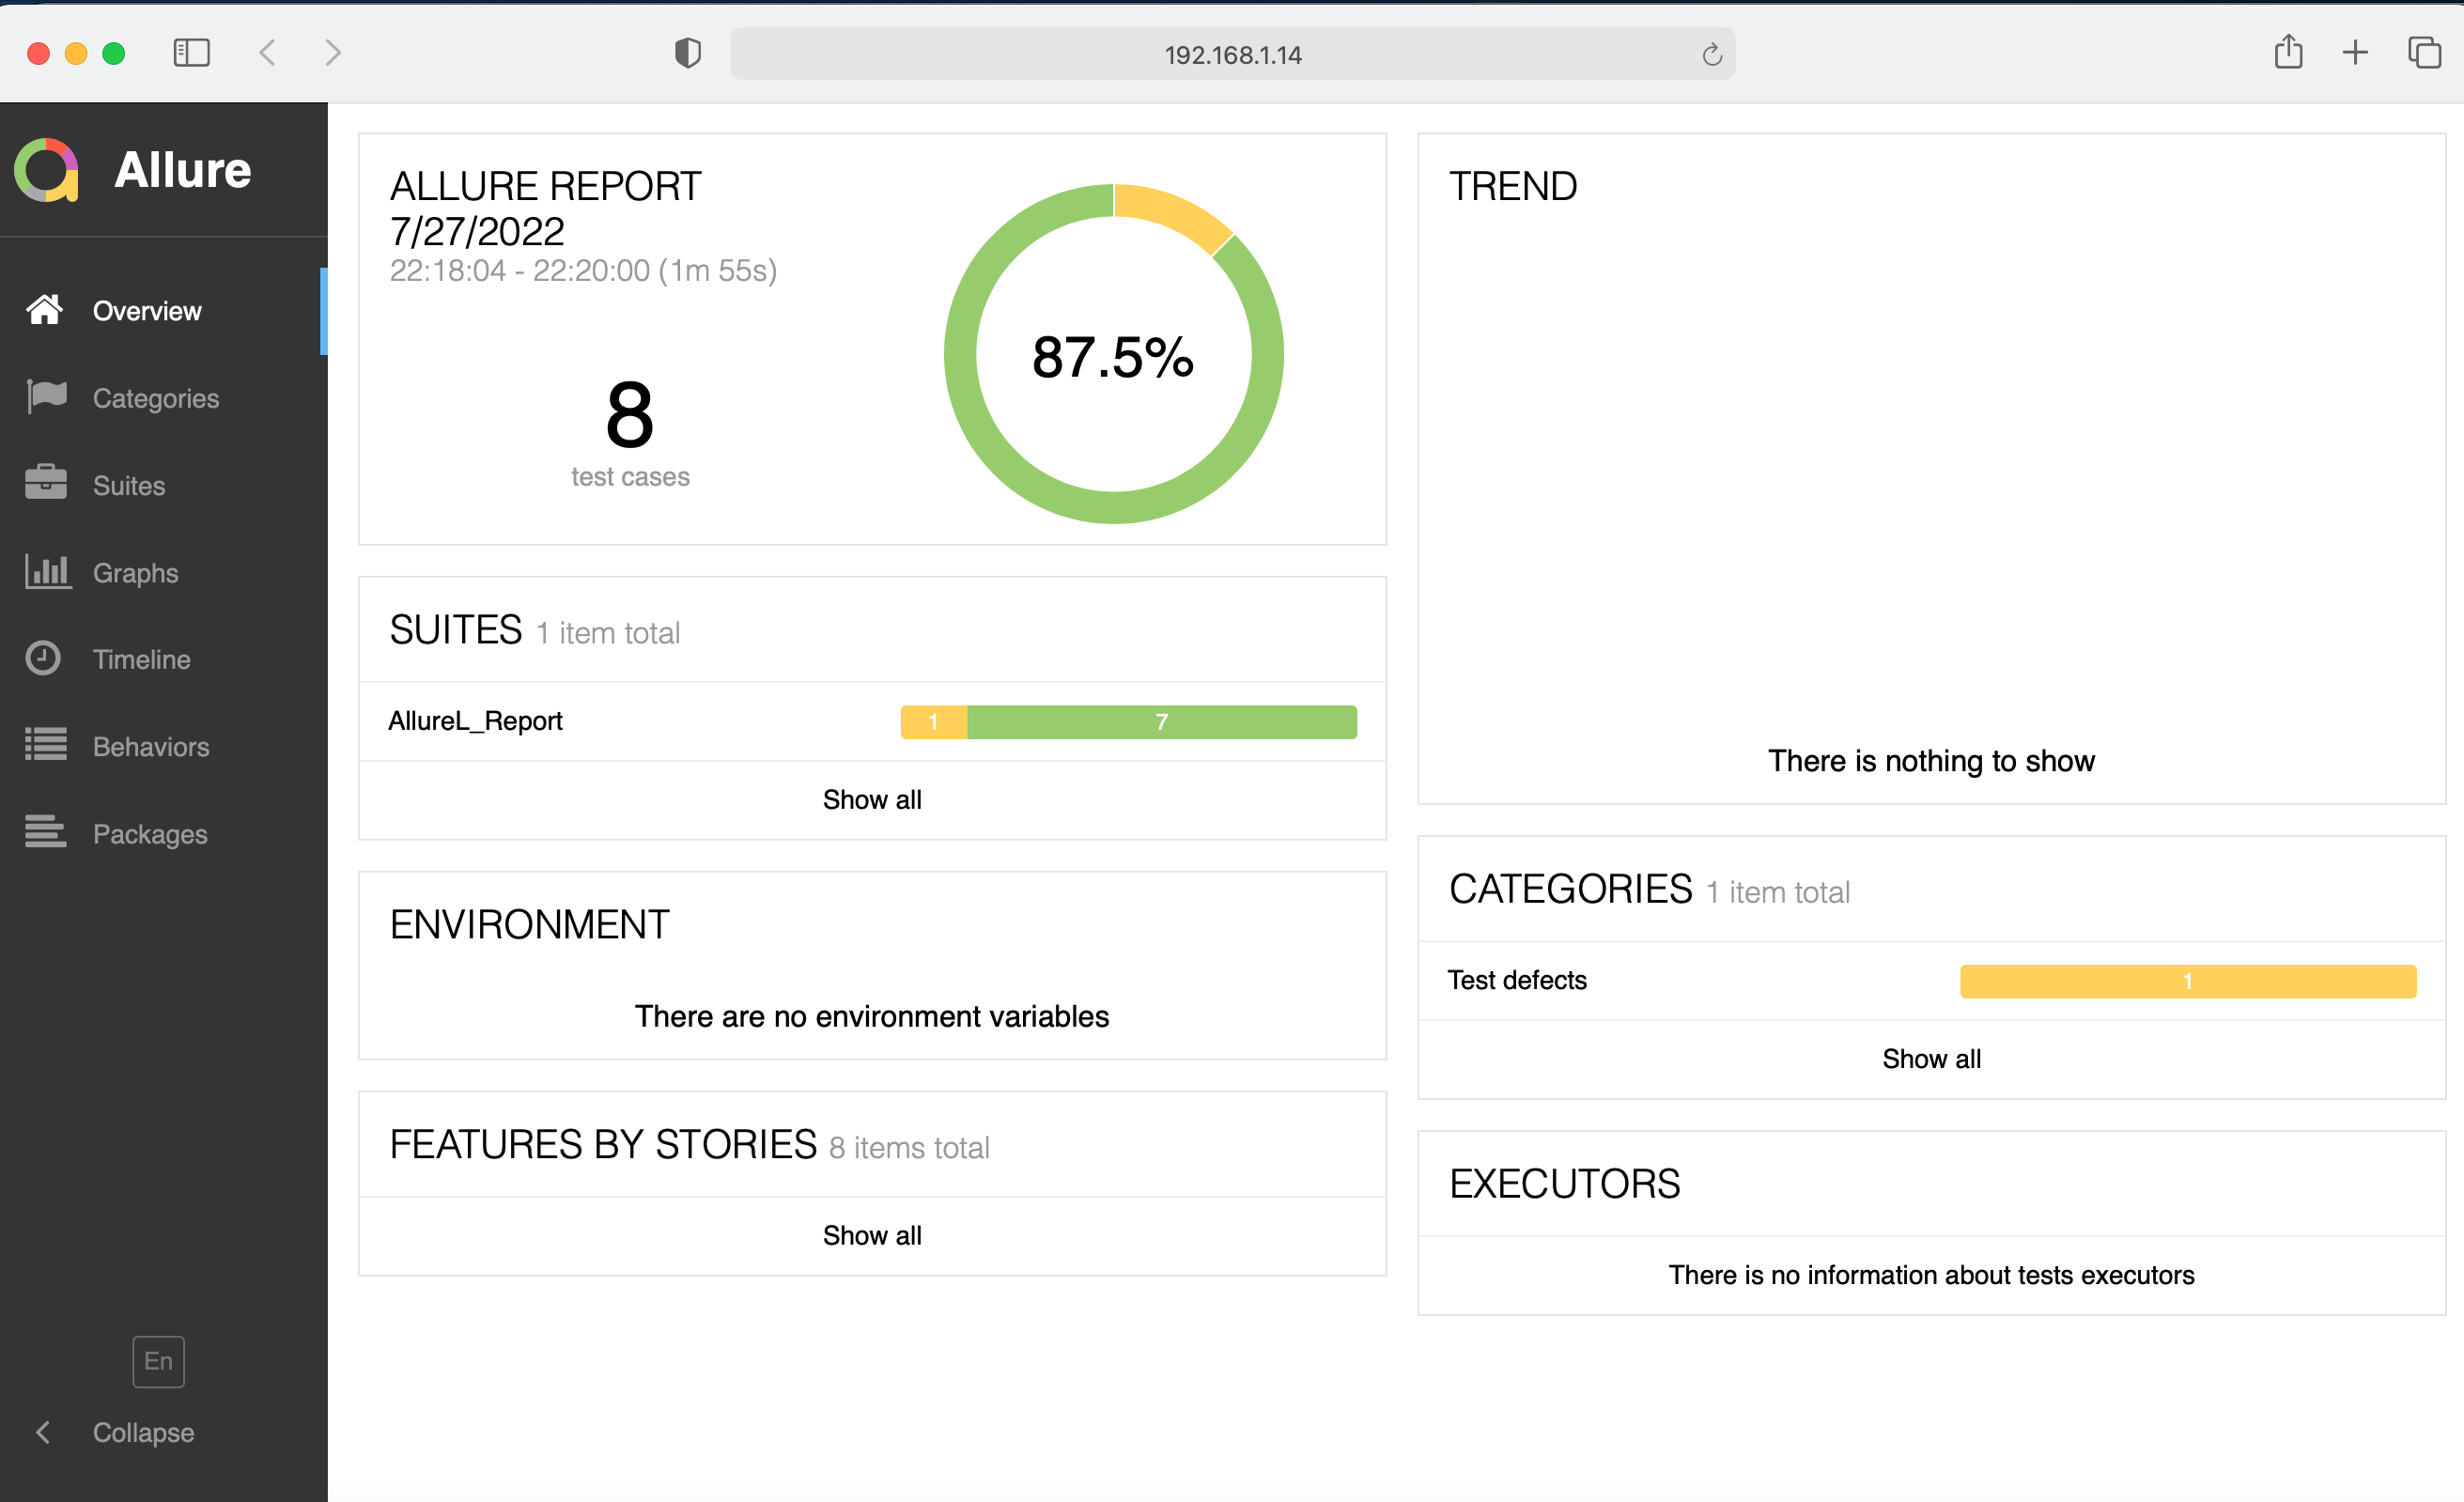 192.168.1.14
Allure
Overview
Categories
Suites
Graphs
Timeline
Behaviors
Packages
En
Collapse
ALLURE REPORT
7/27/2022
22:18:04 - 22:20:00 (1m 55s)
8
test cases
87.5%
SUITES 1 item total
AllureL_Report 1 7
Show all
ENVIRONMENT
There are no environment variables
FEATURES BY STORIES 8 items total
Show all
TREND
There is nothing to show
CATEGORIES 1 item total
Test defects 1
Show all
EXECUTORS
There is no information about tests executors